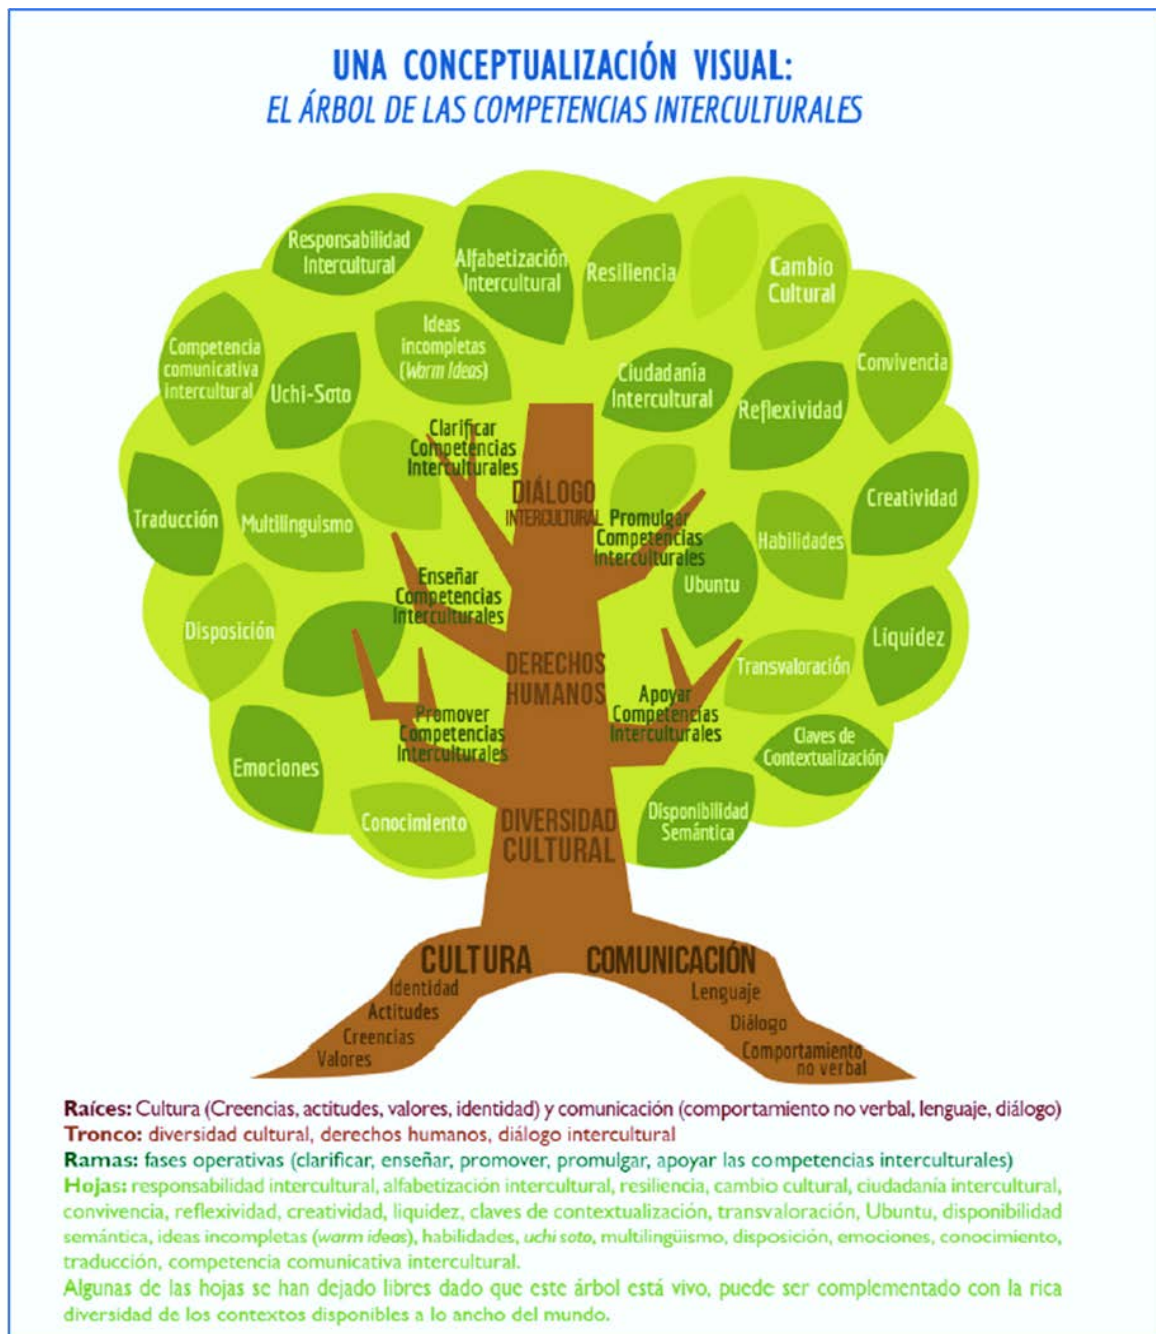 UNA CONCEPTUALIZACIÓN VISUAL:
EL ÁRBOL DE LAS COMPETENCIAS INTERCULTURALES
Responsabilidad
Intercultural
Alfabetización
Intercultural
Resiliencia
Cambio
Cultural
Competencia
comunicativa
intercultural
Uchi-Soto
Ideas
incompletas
(Warm Ideas)
Ciudadanía
Intercultural
Reflexividad
Convivencia
Clarificar
Competencias
Interculturales
DIÁLOGO
INTERCULTURAL
Promulgar
Competencias
Interculturales
Traducción
Multilinguismo
Habilidades
Creatividad
Enseñar
Competencias
Interculturales
Ubuntu
Disposición
DERECHOS
HUMANOS
Transvaloración
Liquidez
Promover
Competencias
Interculturales
Apoyar
Competencias
Interculturales
Claves de
Contextualización
Emociones
Conocimiento
DIVERSIDAD
CULTURAL
Disponibilidad
Semántica
CULTURA
Identidad
Actitudes
Creencias
Valores
COMUNICACIÓN
Lenguaje
Diálogo
Comportamiento
no verbal
Raíces: Cultura (Creencias, actitudes, valores, identidad) y comunicación (comportamiento no verbal, lenguaje, diálogo)
Tronco: diversidad cultural, derechos humanos, diálogo intercultural
Ramas: fases operativas (clarificar, enseñar, promover, promulgar, apoyar las competencias interculturales)
Hojas: responsabilidad intercultural, alfabetización intercultural, resiliencia, cambio cultural, ciudadanía intercultural,
convivencia, reflexividad, creatividad, liquidez, claves de contextualización, transvaloración, Ubuntu, disponibilidad
semántica, ideas incompletas (warm ideas), habilidades, uchi soto, multilingüismo, disposición, emociones, conocimiento,
traducción, competencia comunicativa intercultural.
Algunas de las hojas se han dejado libres dado que este árbol está vivo, puede ser complementado con la rica
diversidad de los contextos disponibles a lo ancho del mundo.